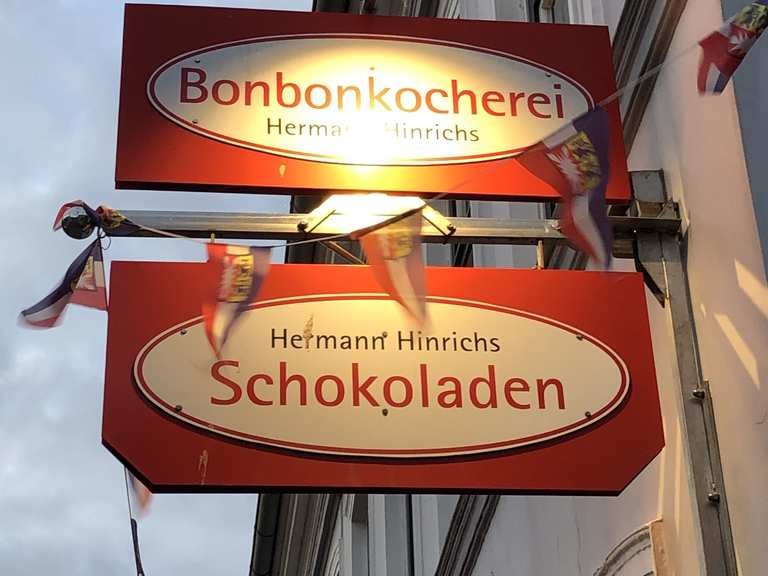 Bonbonkocherei
Hermann Hinrichs
Hermann Hinrichs
Schokoladen